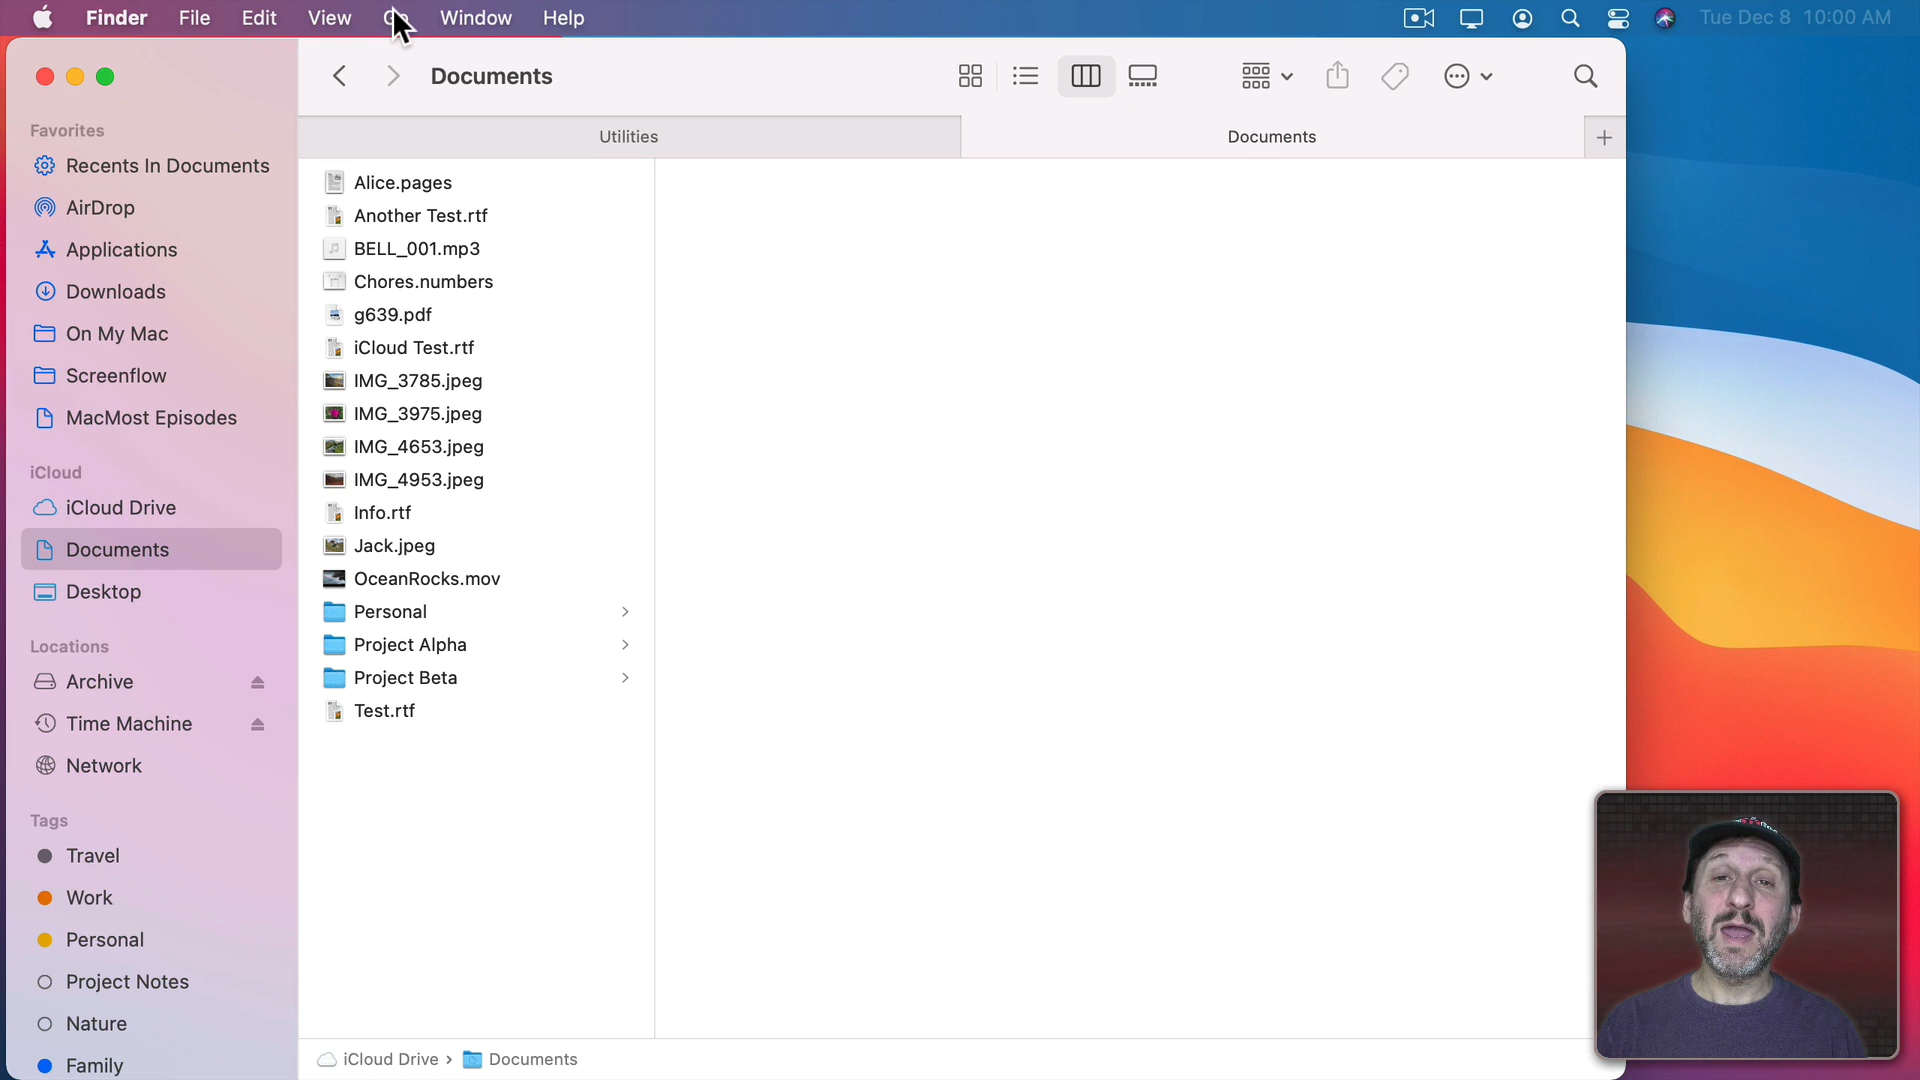 Finder File Edit View Go Window Help Tue Dec 8 10:00 AM
Documents
Utilities Documents
Favorites
Recents In Documents
AirDrop
Applications
Downloads
On My Mac
Screenflow
MacMost Episodes
iCloud
iCloud Drive
Documents
Desktop
Locations
Archive
Time Machine
Network
Tags
Travel
Work
Personal
Project Notes
Nature
Family
Alice.pages
Another Test.rtf
BELL_001.mp3
Chores.numbers
g639.pdf
iCloud Test.rtf
IMG_3785.jpeg
IMG_3975.jpeg
IMG_4653.jpeg
IMG_4953.jpeg
Info.rtf
Jack.jpeg
OceanRocks.mov
Personal
Project Alpha
Project Beta
Test.rtf
iCloud Drive › Documents